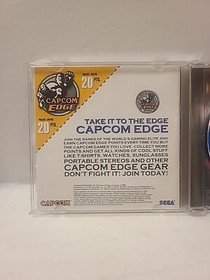 20 PTS.
CAPCOM
EDGE
20 PTS.
TAKE IT TO THE EDGE
CAPCOM EDGE
JOIN THE RANKS OF THE WORLD'S GAMING ELITE AND
EARN CAPCOM EDGE POINTS EVERY TIME YOU BUY
THE CAPCOM GAMES YOU LOVE. COLLECT MORE
POINTS AND GET ALL KINDS OF COOL STUFF
LIKE T-SHIRTS, WATCHES, SUNGLASSES
PORTABLE STEREOS AND OTHER
CAPCOM EDGE GEAR
DON'T FIGHT IT! JOIN TODAY!
CAPCOM
SEGA